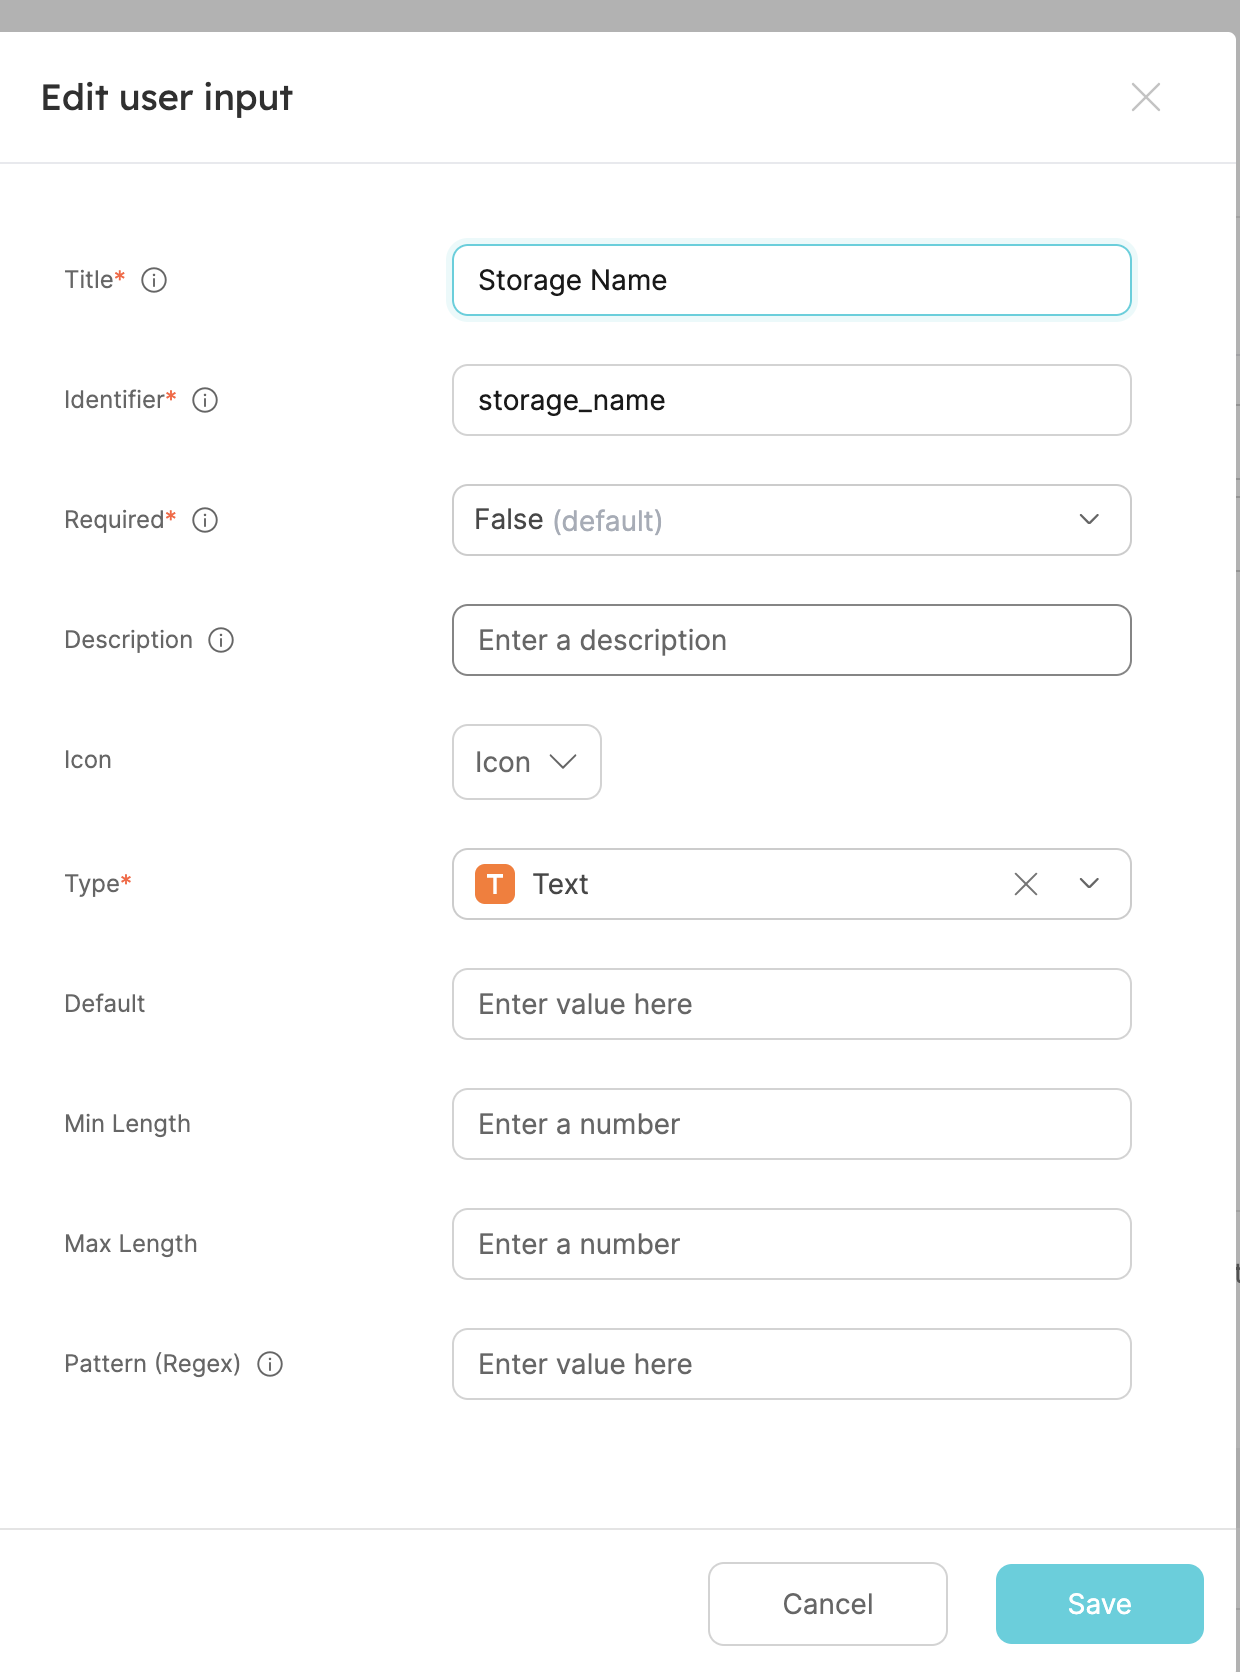 Edit user input
Title*
Storage Name
Identifier*
storage_name
Required*
False (default)
Description
Enter a description
Icon
Icon
Type*
T Text
Default
Enter value here
Min Length
Enter a number
Max Length
Enter a number
Pattern (Regex)
Enter value here
Cancel
Save